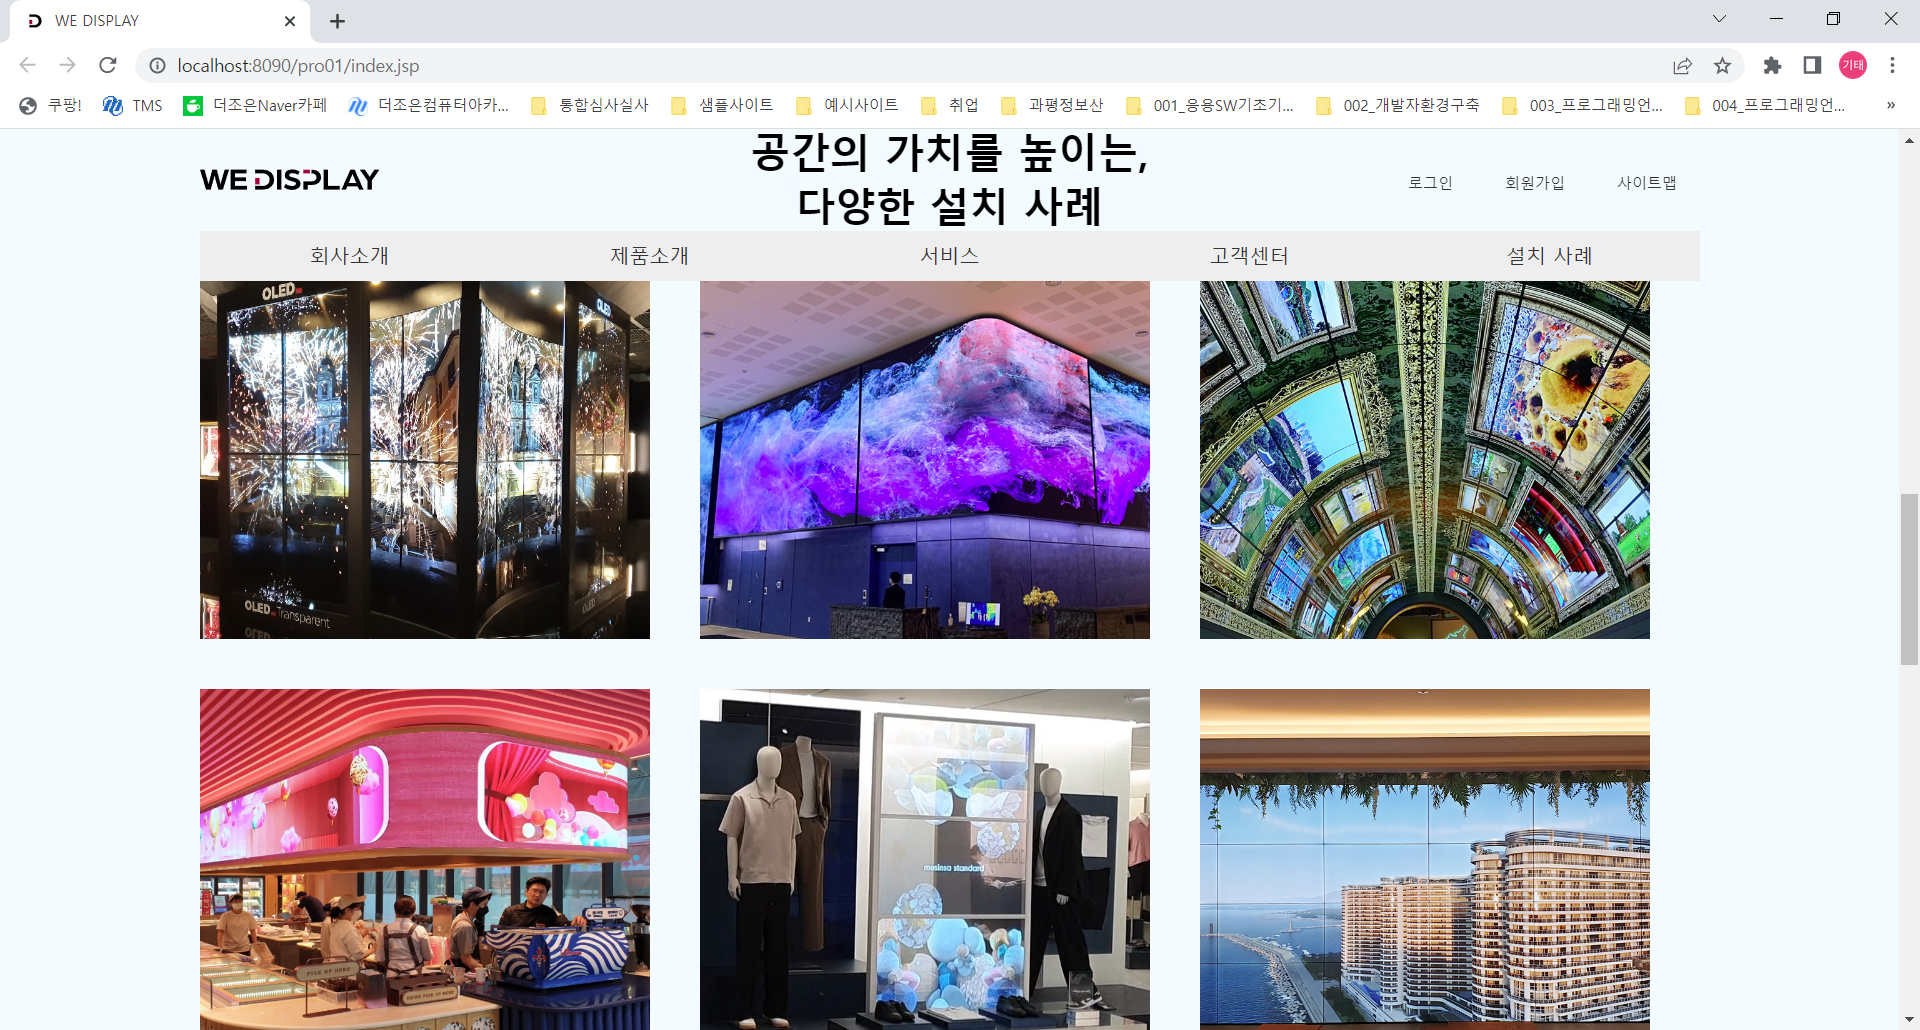 WE DISPLAY
localhost:8090/pro01/index.jsp
기태
쿠팡!
TMS
더조은Naver카페
더조은컴퓨터아카...
통합심사실사
샘플사이트
예시사이트
취업
과평정보산
001_응용SW기초기...
002_개발자환경구축
003_프로그래밍언...
004_프로그래밍언...
»
WE DISPLAY
공간의 가치를 높이는,
다양한 설치 사례
로그인
회원가입
사이트맵
회사소개
제품소개
서비스
고객센터
설치 사례
OLED
OLED
OLED Transparent
OLED
OLED
musinsa standard
PICK UP HERE